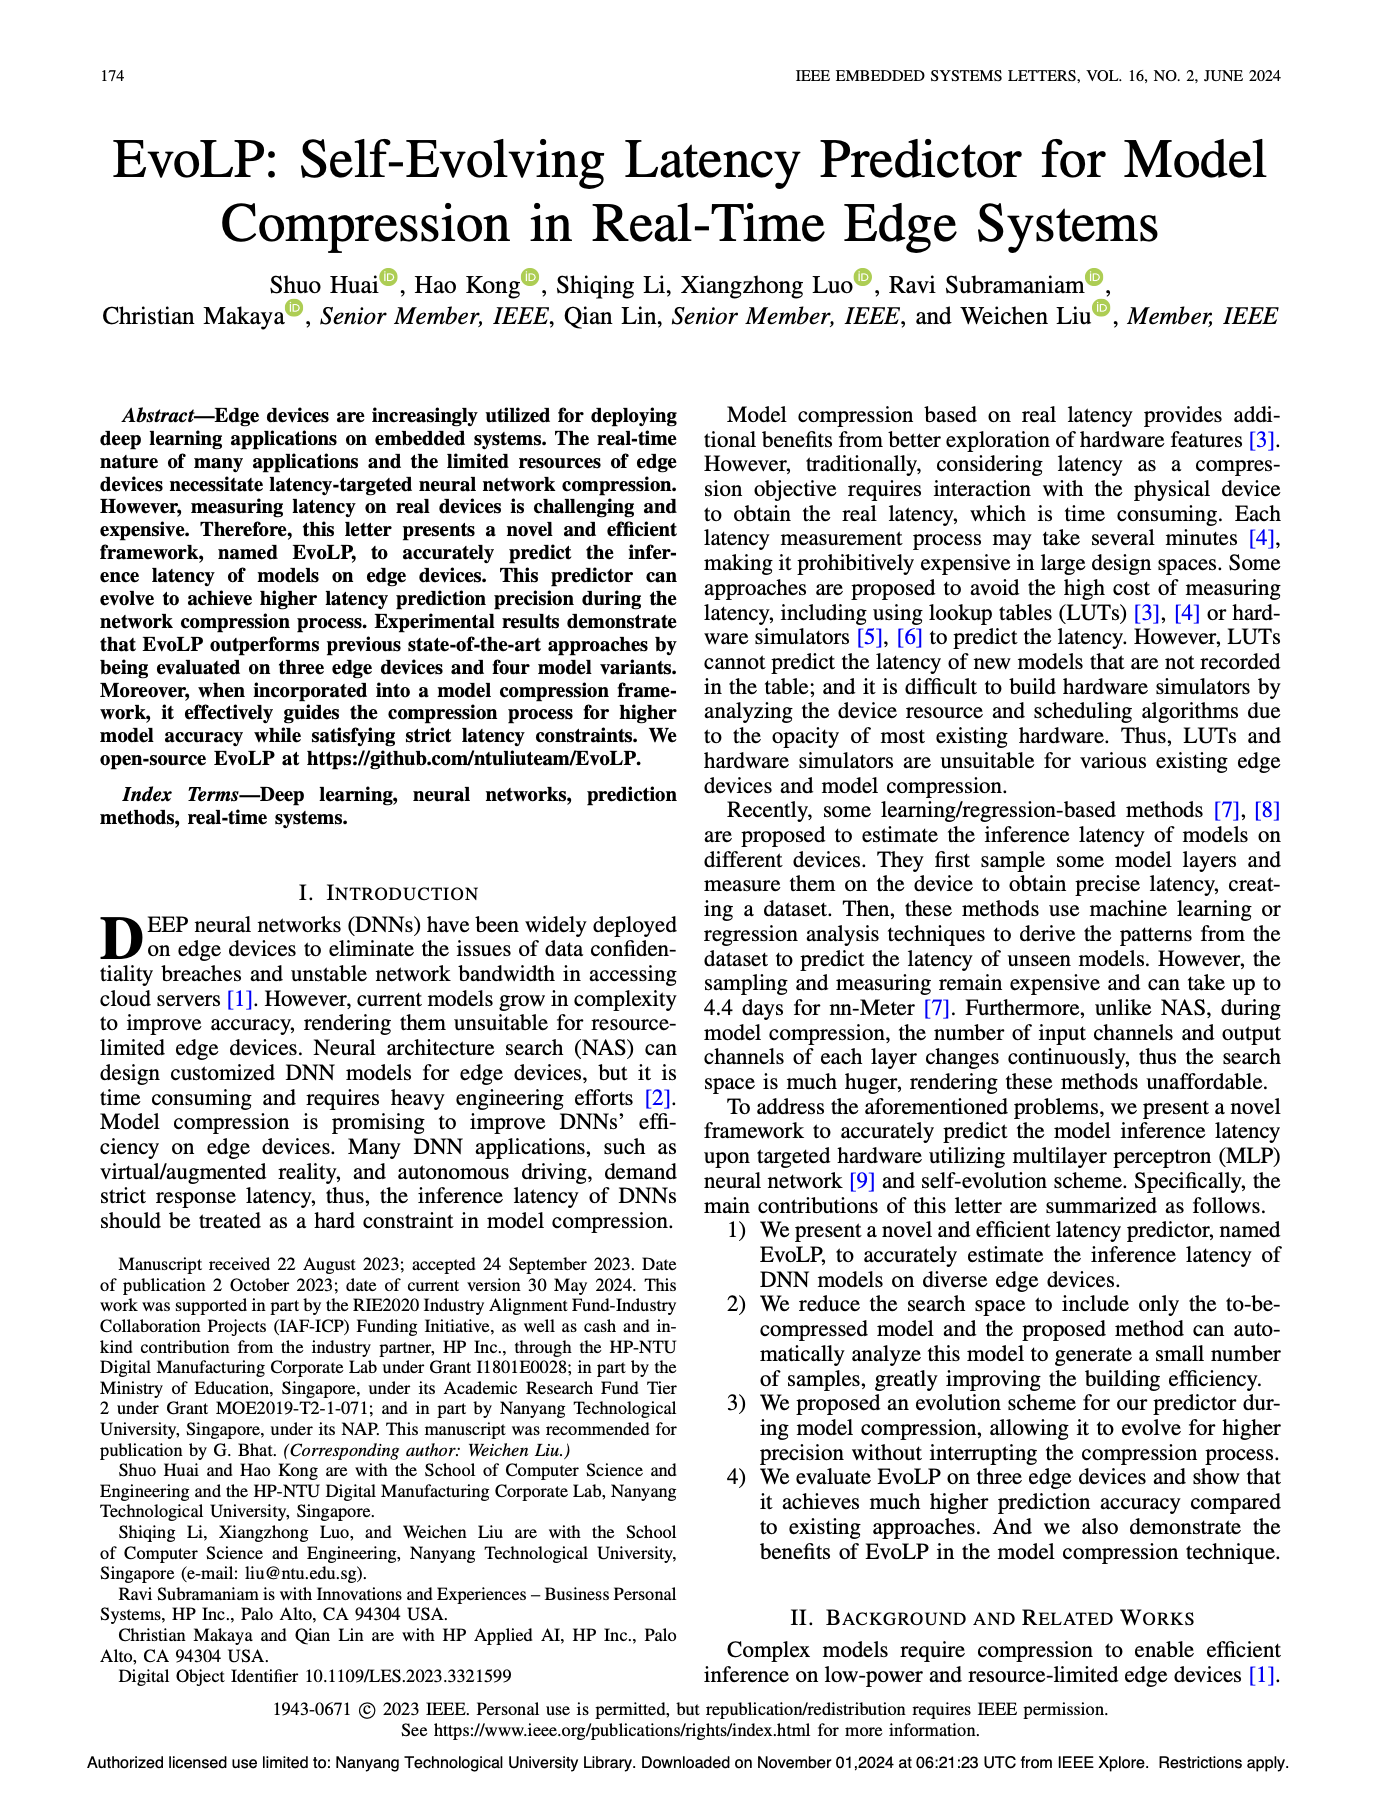 174
IEEE EMBEDDED SYSTEMS LETTERS, VOL. 16, NO. 2, JUNE 2024
EvoLP: Self-Evolving Latency Predictor for Model
Compression in Real-Time Edge Systems
Shuo Huai, Hao Kong, Shiqing Li, Xiangzhong Luo, Ravi Subramaniam,
Christian Makaya, Senior Member, IEEE, Qian Lin, Senior Member, IEEE, and Weichen Liu, Member, IEEE
Abstract—Edge devices are increasingly utilized for deploying
deep learning applications on embedded systems. The real-time
nature of many applications and the limited resources of edge
devices necessitate latency-targeted neural network compression.
However, measuring latency on real devices is challenging and
expensive. Therefore, this letter presents a novel and efficient
framework, named EvoLP, to accurately predict the infer-
ence latency of models on edge devices. This predictor can
evolve to achieve higher latency prediction precision during the
network compression process. Experimental results demonstrate
that EvoLP outperforms previous state-of-the-art approaches by
being evaluated on three edge devices and four model variants.
Moreover, when incorporated into a model compression frame-
work, it effectively guides the compression process for higher
model accuracy while satisfying strict latency constraints. We
open-source EvoLP at https://github.com/ntuliuteam/EvoLP.
Index Terms—Deep learning, neural networks, prediction
methods, real-time systems.
I. INTRODUCTION
DEEP neural networks (DNNs) have been widely deployed
on edge devices to eliminate the issues of data confiden-
tiality breaches and unstable network bandwidth in accessing
cloud servers [1]. However, current models grow in complexity
to improve accuracy, rendering them unsuitable for resource-
limited edge devices. Neural architecture search (NAS) can
design customized DNN models for edge devices, but it is
time consuming and requires heavy engineering efforts [2].
Model compression is promising to improve DNNs' effi-
ciency on edge devices. Many DNN applications, such as
virtual/augmented reality, and autonomous driving, demand
strict response latency, thus, the inference latency of DNNs
should be treated as a hard constraint in model compression.
Manuscript received 22 August 2023; accepted 24 September 2023. Date
of publication 2 October 2023; date of current version 30 May 2024. This
work was supported in part by the RIE2020 Industry Alignment Fund-Industry
Collaboration Projects (IAF-ICP) Funding Initiative, as well as cash and in-
kind contribution from the industry partner, HP Inc., through the HP-NTU
Digital Manufacturing Corporate Lab under Grant I1801E0028; in part by the
Ministry of Education, Singapore, under its Academic Research Fund Tier
2 under Grant MOE2019-T2-1-071; and in part by Nanyang Technological
University, Singapore, under its NAP. This manuscript was recommended for
publication by G. Bhat. (Corresponding author: Weichen Liu.)
Shuo Huai and Hao Kong are with the School of Computer Science and
Engineering and the HP-NTU Digital Manufacturing Corporate Lab, Nanyang
Technological University, Singapore.
Shiqing Li, Xiangzhong Luo, and Weichen Liu are with the School
of Computer Science and Engineering, Nanyang Technological University,
Singapore (e-mail: liu@ntu.edu.sg).
Ravi Subramaniam is with Innovations and Experiences – Business Personal
Systems, HP Inc., Palo Alto, CA 94304 USA.
Christian Makaya and Qian Lin are with HP Applied AI, HP Inc., Palo
Alto, CA 94304 USA.
Digital Object Identifier 10.1109/LES.2023.3321599
Model compression based on real latency provides addi-
tional benefits from better exploration of hardware features [3].
However, traditionally, considering latency as a compres-
sion objective requires interaction with the physical device
to obtain the real latency, which is time consuming. Each
latency measurement process may take several minutes [4],
making it prohibitively expensive in large design spaces. Some
approaches are proposed to avoid the high cost of measuring
latency, including using lookup tables (LUTs) [3], [4] or hard-
ware simulators [5], [6] to predict the latency. However, LUTs
cannot predict the latency of new models that are not recorded
in the table; and it is difficult to build hardware simulators by
analyzing the device resource and scheduling algorithms due
to the opacity of most existing hardware. Thus, LUTs and
hardware simulators are unsuitable for various existing edge
devices and model compression.
Recently, some learning/regression-based methods [7], [8]
are proposed to estimate the inference latency of models on
different devices. They first sample some model layers and
measure them on the device to obtain precise latency, creat-
ing a dataset. Then, these methods use machine learning or
regression analysis techniques to derive the patterns from the
dataset to predict the latency of unseen models. However, the
sampling and measuring remain expensive and can take up to
4.4 days for nn-Meter [7]. Furthermore, unlike NAS, during
model compression, the number of input channels and output
channels of each layer changes continuously, thus the search
space is much huger, rendering these methods unaffordable.
To address the aforementioned problems, we present a novel
framework to accurately predict the model inference latency
upon targeted hardware utilizing multilayer perceptron (MLP)
neural network [9] and self-evolution scheme. Specifically, the
main contributions of this letter are summarized as follows.
1) We present a novel and efficient latency predictor, named
EvoLP, to accurately estimate the inference latency of
DNN models on diverse edge devices.
2) We reduce the search space to include only the to-be-
compressed model and the proposed method can auto-
matically analyze this model to generate a small number
of samples, greatly improving the building efficiency.
3) We proposed an evolution scheme for our predictor dur-
ing model compression, allowing it to evolve for higher
precision without interrupting the compression process.
4) We evaluate EvoLP on three edge devices and show that
it achieves much higher prediction accuracy compared
to existing approaches. And we also demonstrate the
benefits of EvoLP in the model compression technique.
II. BACKGROUND AND RELATED WORKS
Complex models require compression to enable efficient
inference on low-power and resource-limited edge devices [1].
1943-0671 © 2023 IEEE. Personal use is permitted, but republication/redistribution requires IEEE permission.
See https://www.ieee.org/publications/rights/index.html for more information.
Authorized licensed use limited to: Nanyang Technological University Library. Downloaded on November 01,2024 at 06:21:23 UTC from IEEE Xplore. Restrictions apply.